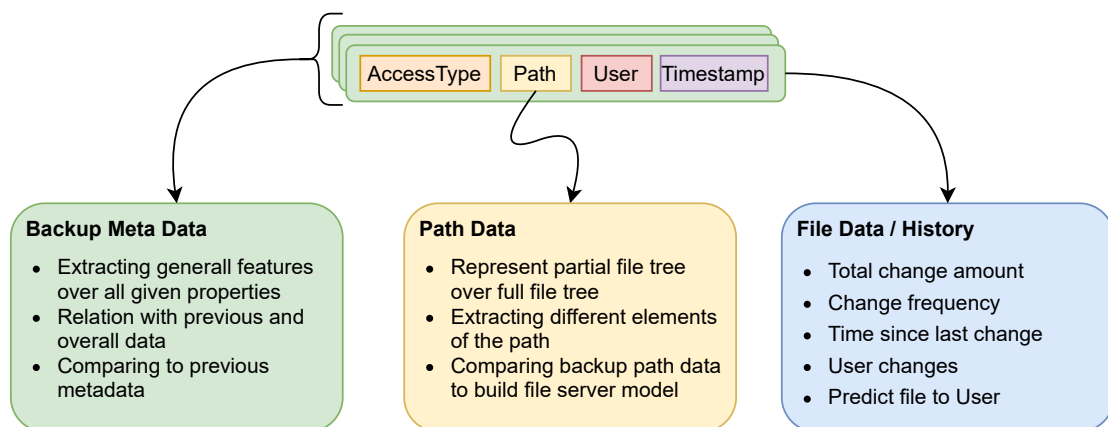 AccessType Path User Timestamp
Backup Meta Data
• Extracting generall features
over all given properties
• Relation with previous and
overall data
• Comparing to previous
metadata
Path Data
• Represent partial file tree
over full file tree
• Extracting different elements
of the path
• Comparing backup path data
to build file server model
File Data / History
• Total change amount
• Change frequency
• Time since last change
• User changes
• Predict file to User